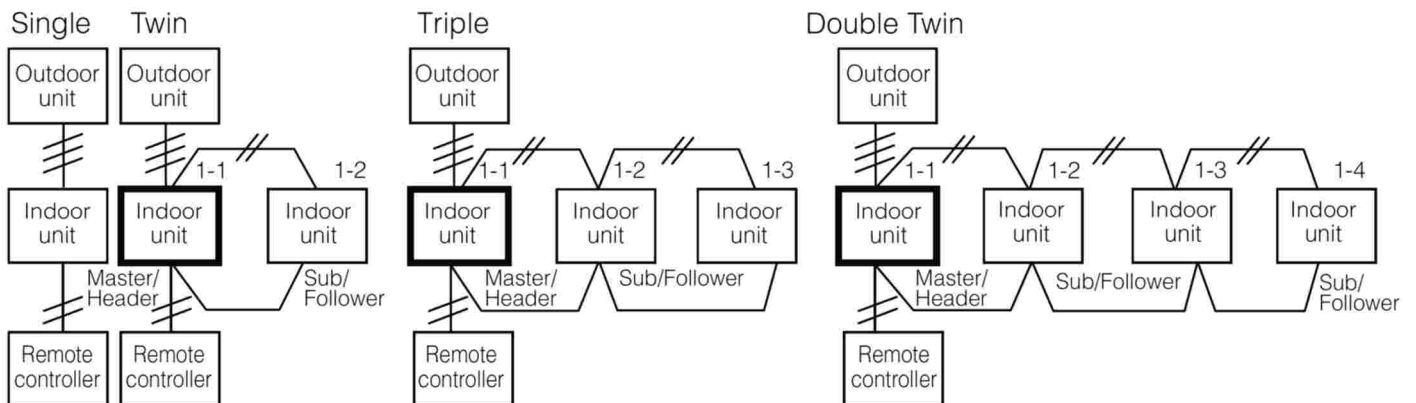 Single
Twin
Triple
Double Twin
Outdoor
unit
Outdoor
unit
Outdoor
unit
Outdoor
unit
1-1
1-2
1-1
1-2
1-3
1-1
1-2
1-3
1-4
Indoor
unit
Indoor
unit
Indoor
unit
Indoor
unit
Indoor
unit
Indoor
unit
Indoor
unit
Indoor
unit
Indoor
unit
Indoor
unit
Master/
Header
Sub/
Follower
Master/
Header
Sub/Follower
Master/
Header
Sub/Follower
Sub/
Follower
Remote
controller
Remote
controller
Remote
controller
Remote
controller